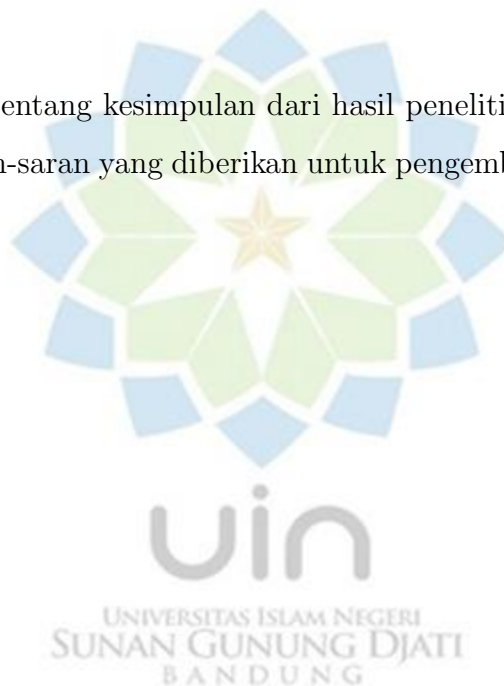 entang kesimpulan dari hasil peneliti
n-saran yang diberikan untuk pengemb
uin
UNIVERSITAS ISLAM NEGERI
SUNAN GUNUNG DJATI
BANDUNG